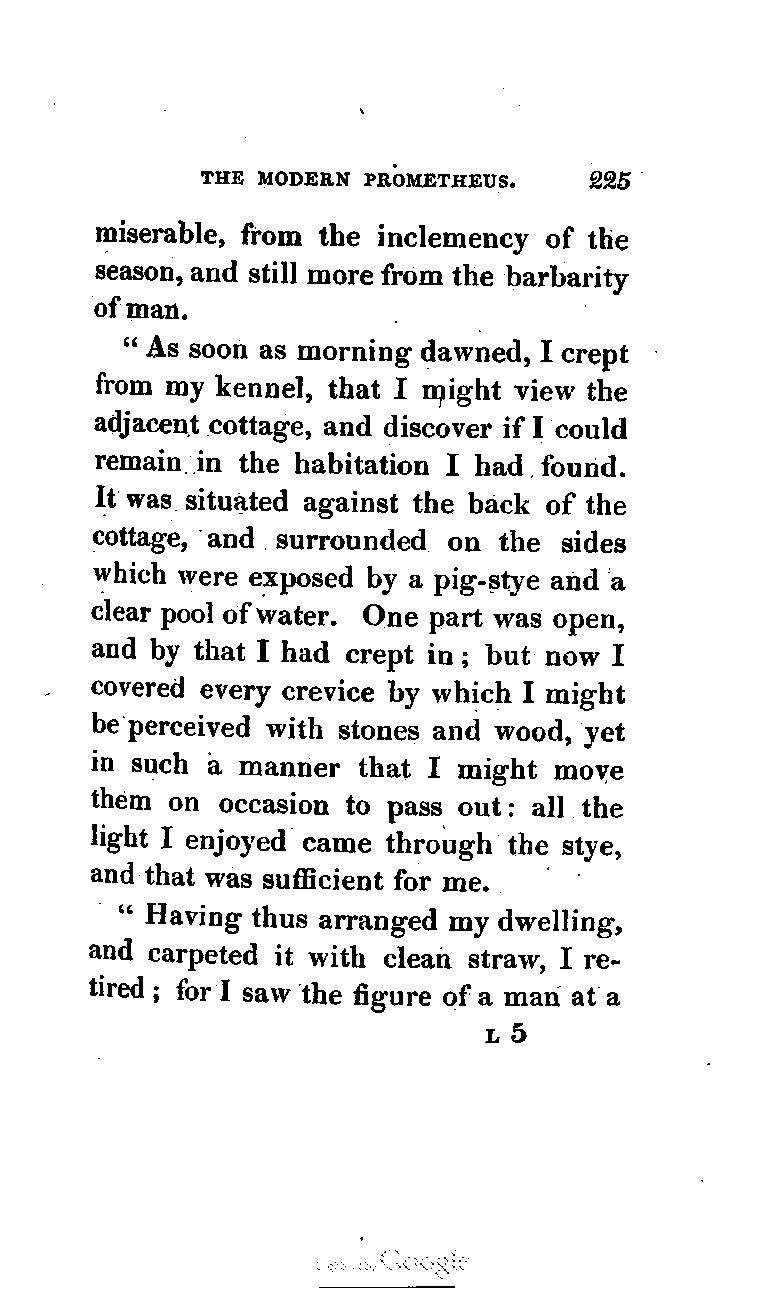 THE MODERN PROMETHEUS. 225
miserable, from the inclemency of the
season, and still more from the barbarity
of man.
“ As soon as morning dawned, I crept
from my kennel, that I might view the
adjacent cottage, and discover if I could
remain in the habitation I had found.
It was situated against the back of the
cottage, and surrounded on the sides
which were exposed by a pig-stye and a
clear pool of water. One part was open,
and by that I had crept in ; but now I
covered every crevice by which I might
be perceived with stones and wood, yet
in such a manner that I might move
them on occasion to pass out : all the
light I enjoyed came through the stye,
and that was sufficient for me.
“ Having thus arranged my dwelling,
and carpeted it with clean straw, I re-
tired ; for I saw the figure of a man at a
L 5
Google